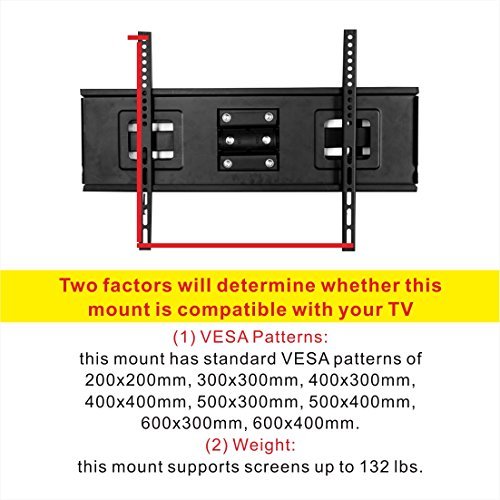 Two factors will determine whether this
mount is compatible with your TV
(1) VESA Patterns:
this mount has standard VESA patterns of
200x200mm, 300x300mm, 400x300mm,
400x400mm, 500x300mm, 500x400mm,
600x300mm, 600x400mm.
(2) Weight:
this mount supports screens up to 132 lbs.